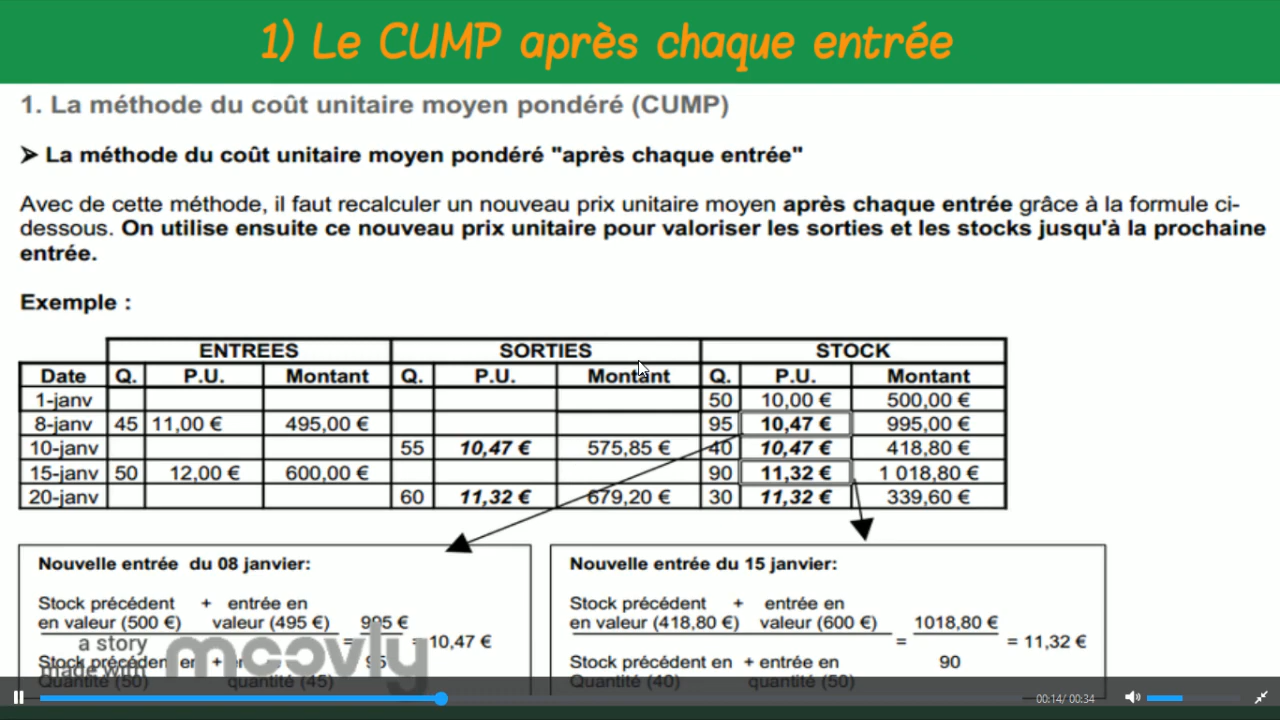 1) Le CUMP après chaque entrée
1. La méthode du coût unitaire moyen pondéré (CUMP)
➢ La méthode du coût unitaire moyen pondéré "après chaque entrée"
Avec de cette méthode, il faut recalculer un nouveau prix unitaire moyen après chaque entrée grâce à la formule ci-
dessous. On utilise ensuite ce nouveau prix unitaire pour valoriser les sorties et les stocks jusqu'à la prochaine
entrée.
Exemple :
ENTREES SORTIES STOCK
Date Q. P.U. Montant Q. P.U. Montant Q. P.U. Montant
1-janv 50 10,00 € 500,00 €
8-janv 45 11,00 € 495,00 € 95 10,47 € 995,00 €
10-janv 55 10,47 € 575,85 € 40 10,47 € 418,80 €
15-janv 50 12,00 € 600,00 € 90 11,32 € 1 018,80 €
20-janv 60 11,32 € 679,20 € 30 11,32 € 339,60 €
Nouvelle entrée du 08 janvier:
Stock précédent + entrée en
en valeur (500 €) valeur (495 €) = 995 € = 10,47 €
Stock précédent en + en
95
Quantité (50) quantité (45)
Nouvelle entrée du 15 janvier:
Stock précédent + entrée en
en valeur (418,80 €) valeur (600 €) = 1018,80 € = 11,32 €
Stock précédent en + entrée en 90
Quantité (40) quantité (50)
a story
made with
moovly
00:14/ 00:34